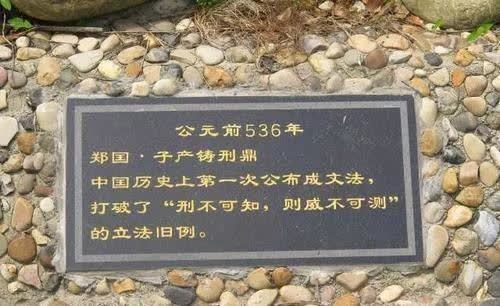 公元前536年
郑国·子产铸刑鼎
中国历史上第一次公布成文法，
打破了“刑不可知，则威不可测”
的立法旧例。